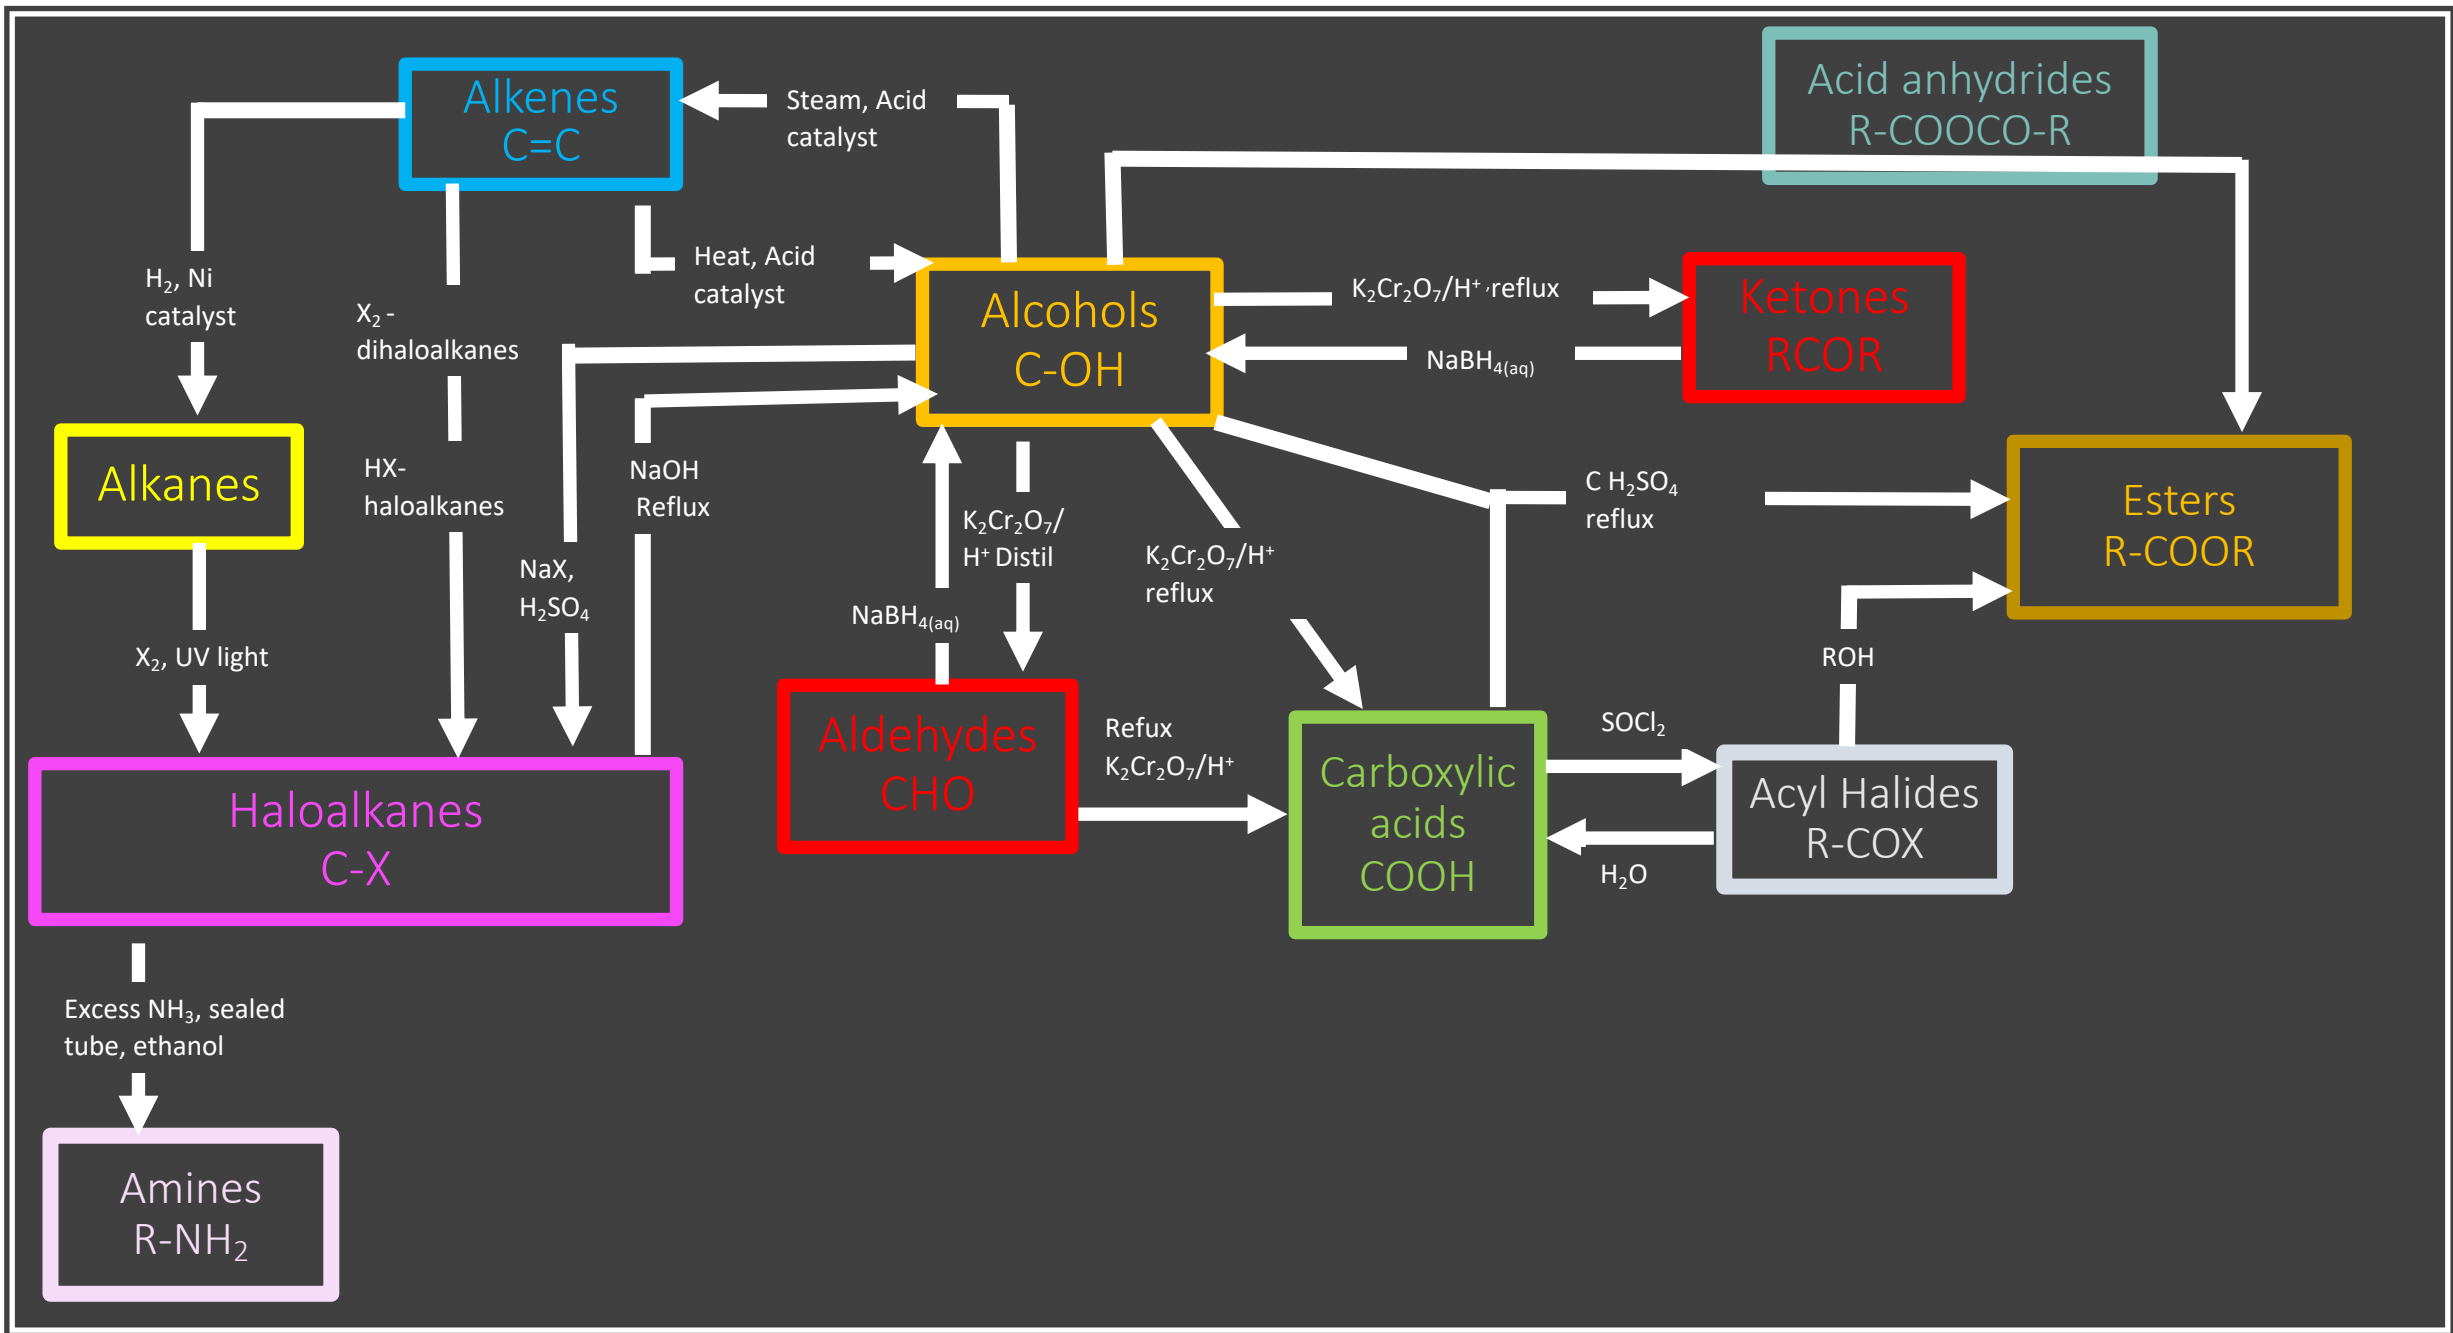 Alkenes
C=C
Steam, Acid
catalyst
Acid anhydrides
R-COOCO-R
H₂, Ni
catalyst
X₂ -
dihaloalkanes
Heat, Acid
catalyst
Alcohols
C-OH
K₂Cr₂O₇/H⁺ ,reflux
NaBH₄₍aq₎
Ketones
RCOR
Alkanes
HX-
haloalkanes
NaOH
Reflux
K₂Cr₂O₇/
H⁺ Distil
C H₂SO₄
reflux
Esters
R-COOR
NaX,
H₂SO₄
NaBH₄₍aq₎
K₂Cr₂O₇/H⁺
reflux
X₂, UV light
ROH
Aldehydes
CHO
Refux
K₂Cr₂O₇/H⁺
SOCl₂
Carboxylic
acids
COOH
Acyl Halides
R-COX
H₂O
Haloalkanes
C-X
Excess NH₃, sealed
tube, ethanol
Amines
R-NH₂